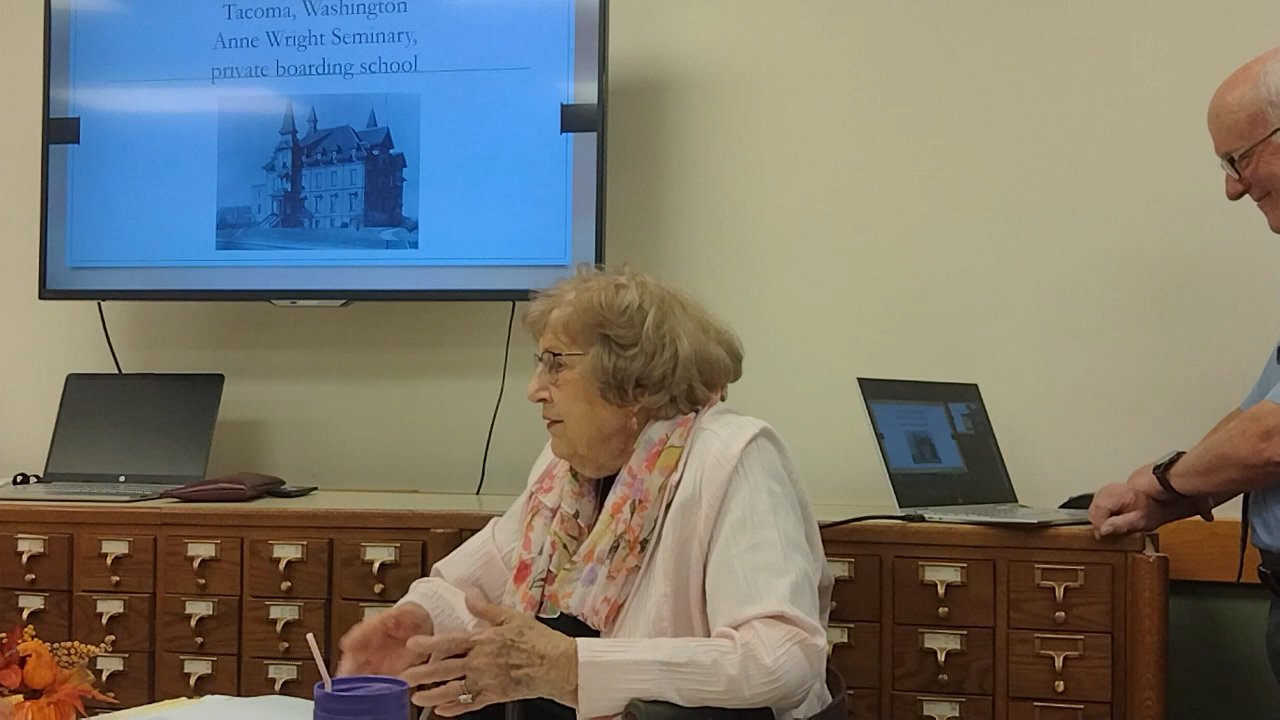 Tacoma, Washington
Anne Wright Seminary,
private boarding school